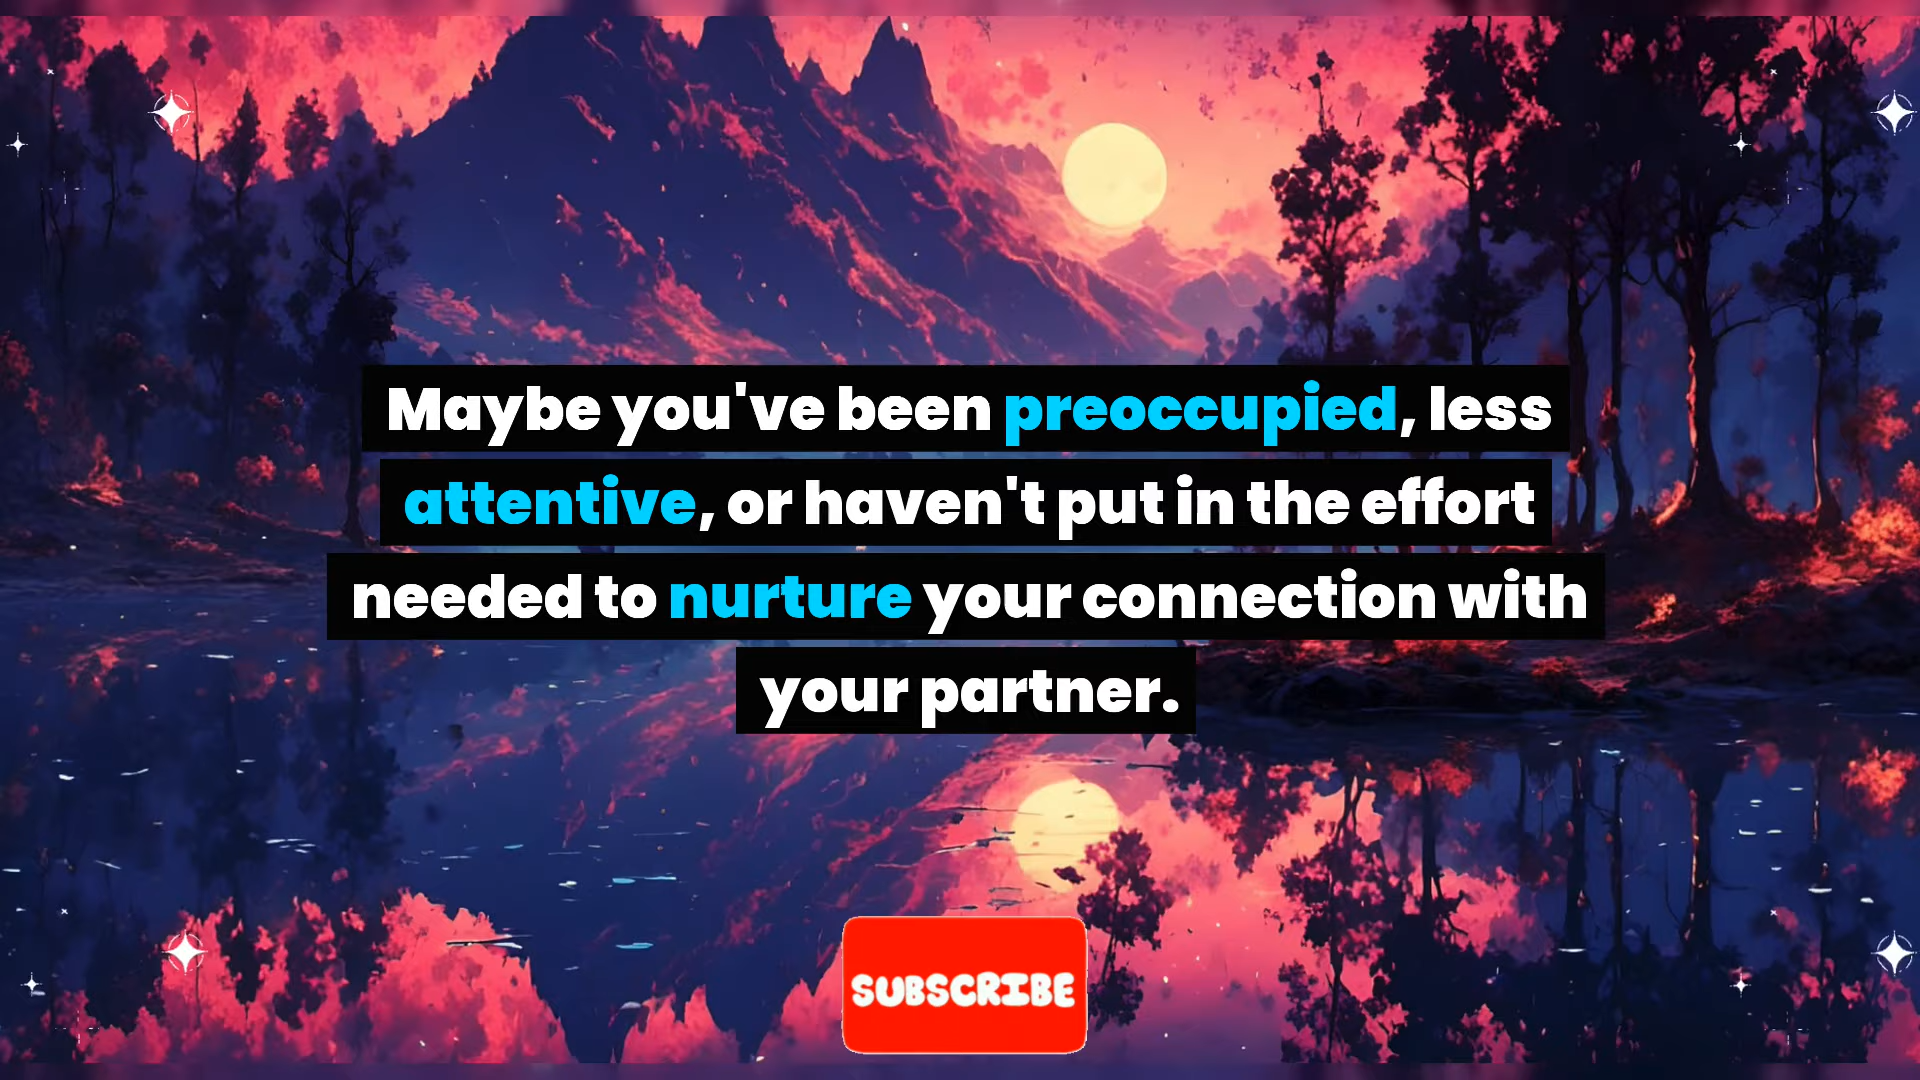 Maybe you've been preoccupied, less
attentive, or haven't put in the effort
needed to nurture your connection with
your partner.
SUBSCRIBE